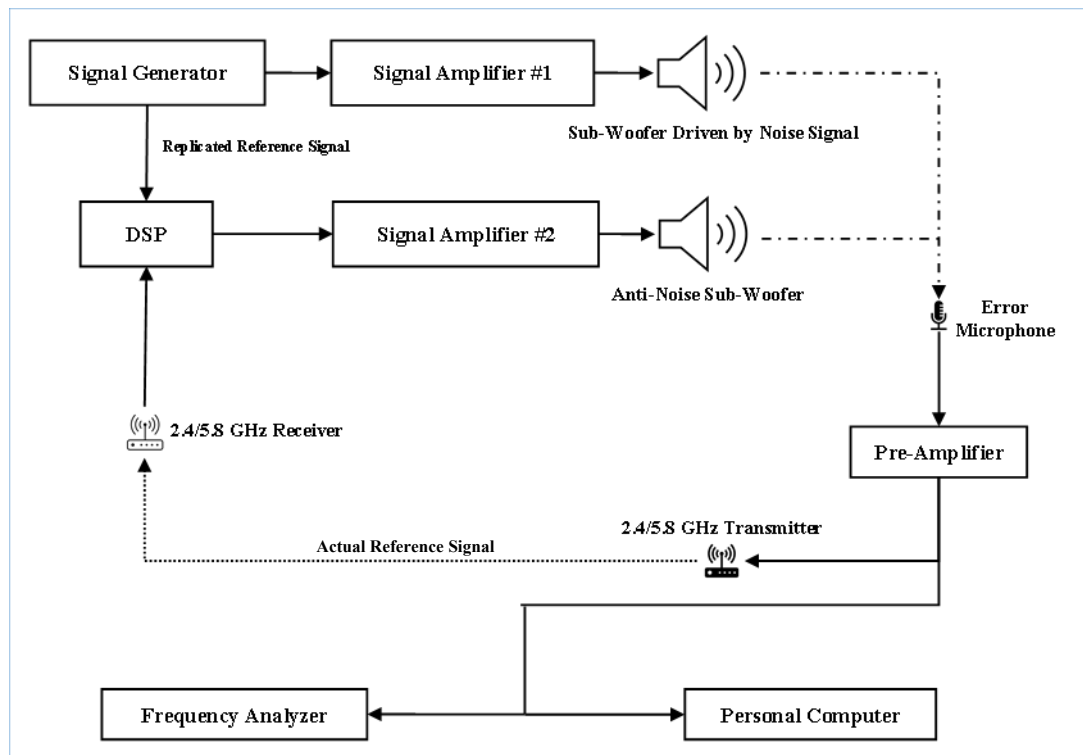 Signal Generator
Signal Amplifier #1
Sub-Woofer Driven by Noise Signal
Replicated Reference Signal
DSP
Signal Amplifier #2
Anti-Noise Sub-Woofer
Error
Microphone
2.4/5.8 GHz Receiver
Pre-Amplifier
2.4/5.8 GHz Transmitter
Actual Reference Signal
Frequency Analyzer
Personal Computer